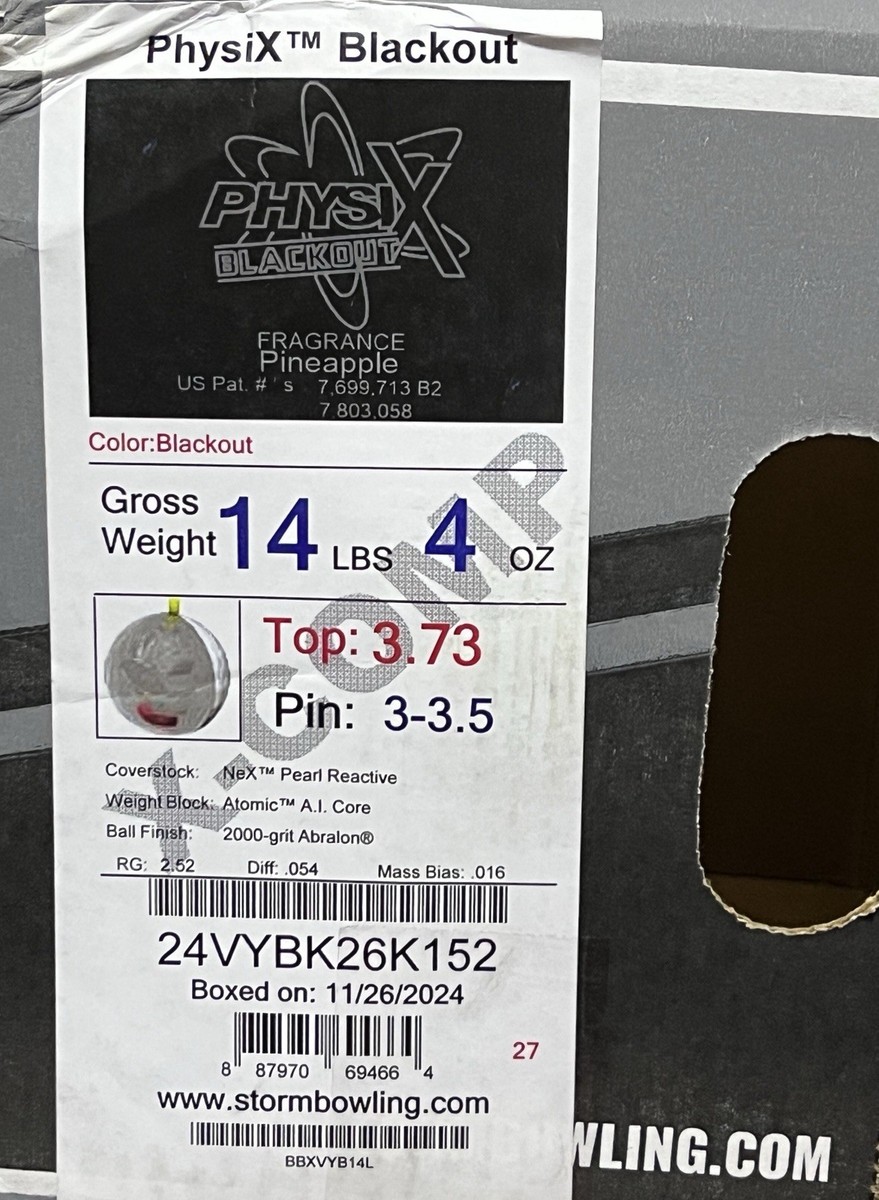 PhysiX™ Blackout
PHYSIX
BLACKOUT
FRAGRANCE
Pineapple
US Pat. # ' s 7,699,713 B2
7,803,058
Color:Blackout
Gross Weight 14 LBS 4 OZ
Top: 3.73
Pin: 3-3.5
X-COMP
Coverstock: NeX™ Pearl Reactive
Weight Block: Atomic™ A.I. Core
Ball Finish: 2000-grit Abralon®
RG: 2.52 Diff: .054 Mass Bias: .016
24VYBK26K152
Boxed on: 11/26/2024
27
8 87970 69466 4
www.stormbowling.com
BBXVYB14L
WLING.COM